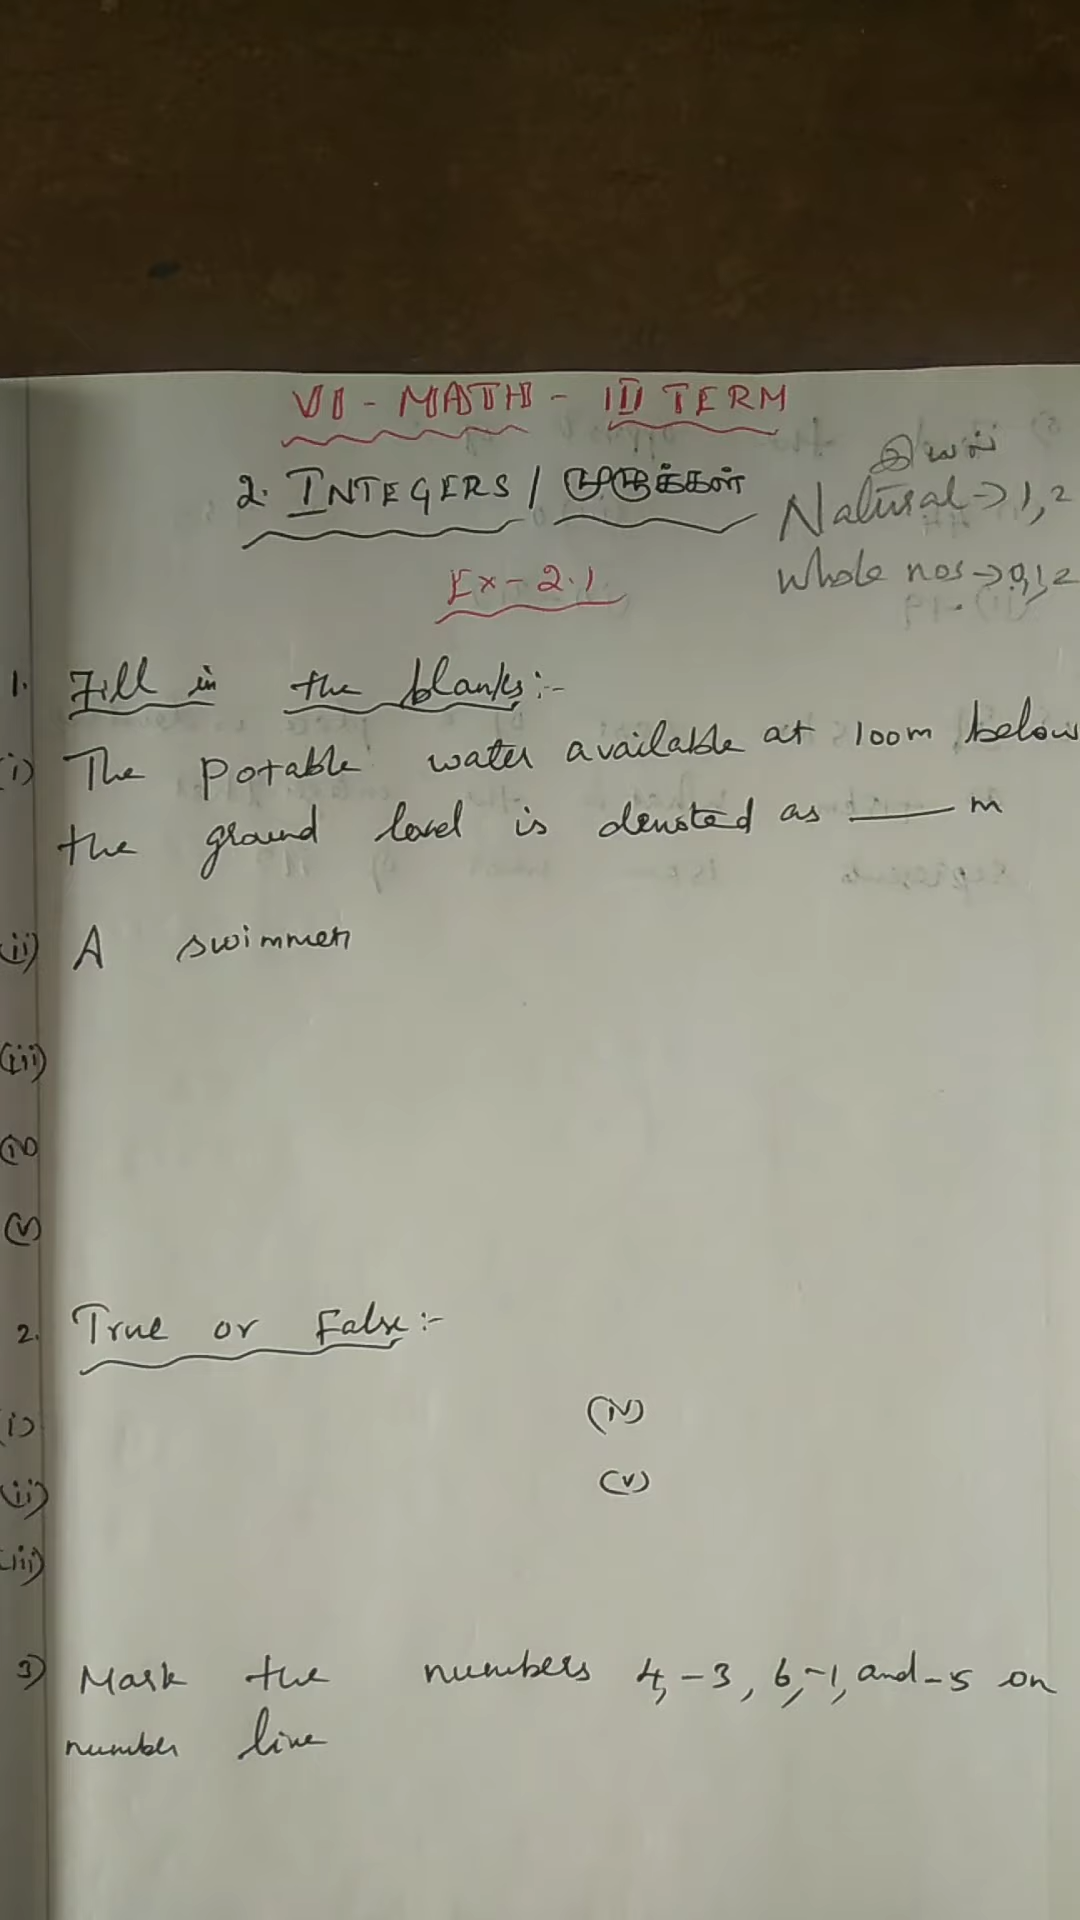 VI - MATH - III TERM
2. INTEGERS / முழுக்கள்
இயல்
Natural → 1, 2
Whole nos → 0, 1, 2
Ex - 2.1
1. Fill in the blanks :-
(i) The potable water available at 100m below
the ground level is denoted as ___ m
(ii) A swimmer
(iii)
(iv)
(v)
2. True or False :-
(i)
(iv)
(ii)
(v)
(iii)
3) Mark the numbers 4, -3, 6, -1, and -5 on
number line